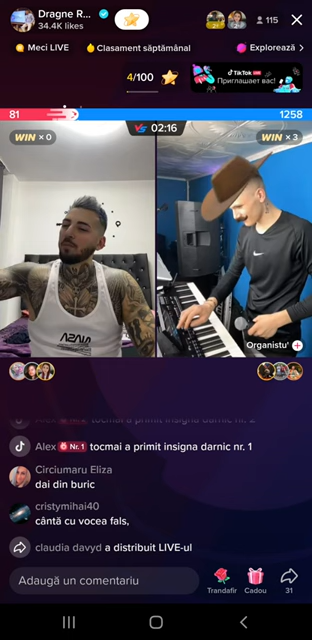 Dragne R...
34.4K likes
115
Meci LIVE
Clasament săptămânal
Explorează
4/100
TikTok LIVE
Приглашает вас!
81
1258
WIN × 0
02:16
WIN × 3
Organistu'
Alex Nr. 1 tocmai a primit insigna darnic nr. 1
Circiumaru Eliza
dai din buric
cristymihai40
cântă cu vocea fals,
claudia davyd a distribuit LIVE-ul
Adaugă un comentariu
Trandafir
Cadou
31